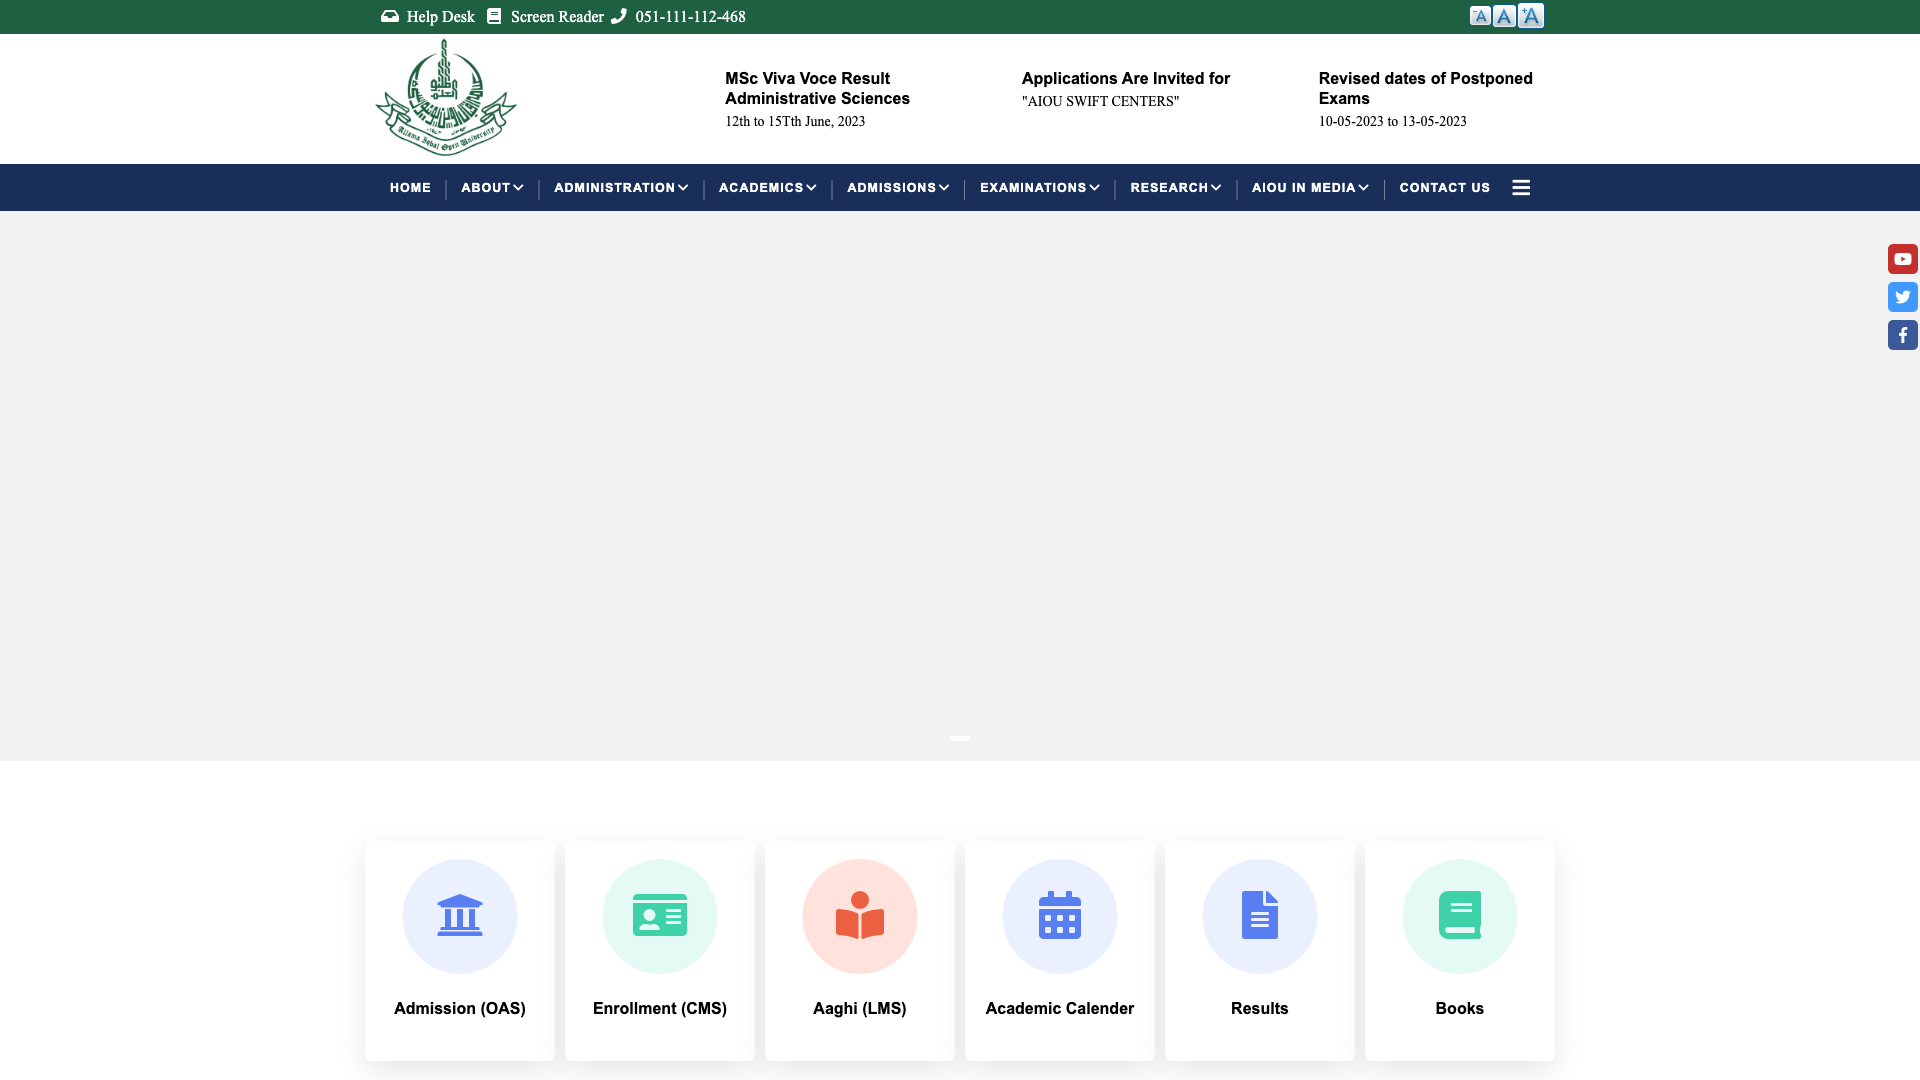 Help Desk Screen Reader 051-111-112-468
-A A +A
Allama Iqbal Open University
MSc Viva Voce Result
Administrative Sciences
12th to 15Tth June, 2023
Applications Are Invited for
"AIOU SWIFT CENTERS"
Revised dates of Postponed
Exams
10-05-2023 to 13-05-2023
HOME ABOUT ADMINISTRATION ACADEMICS ADMISSIONS EXAMINATIONS RESEARCH AIOU IN MEDIA CONTACT US
Admission (OAS)
Enrollment (CMS)
Aaghi (LMS)
Academic Calender
Results
Books